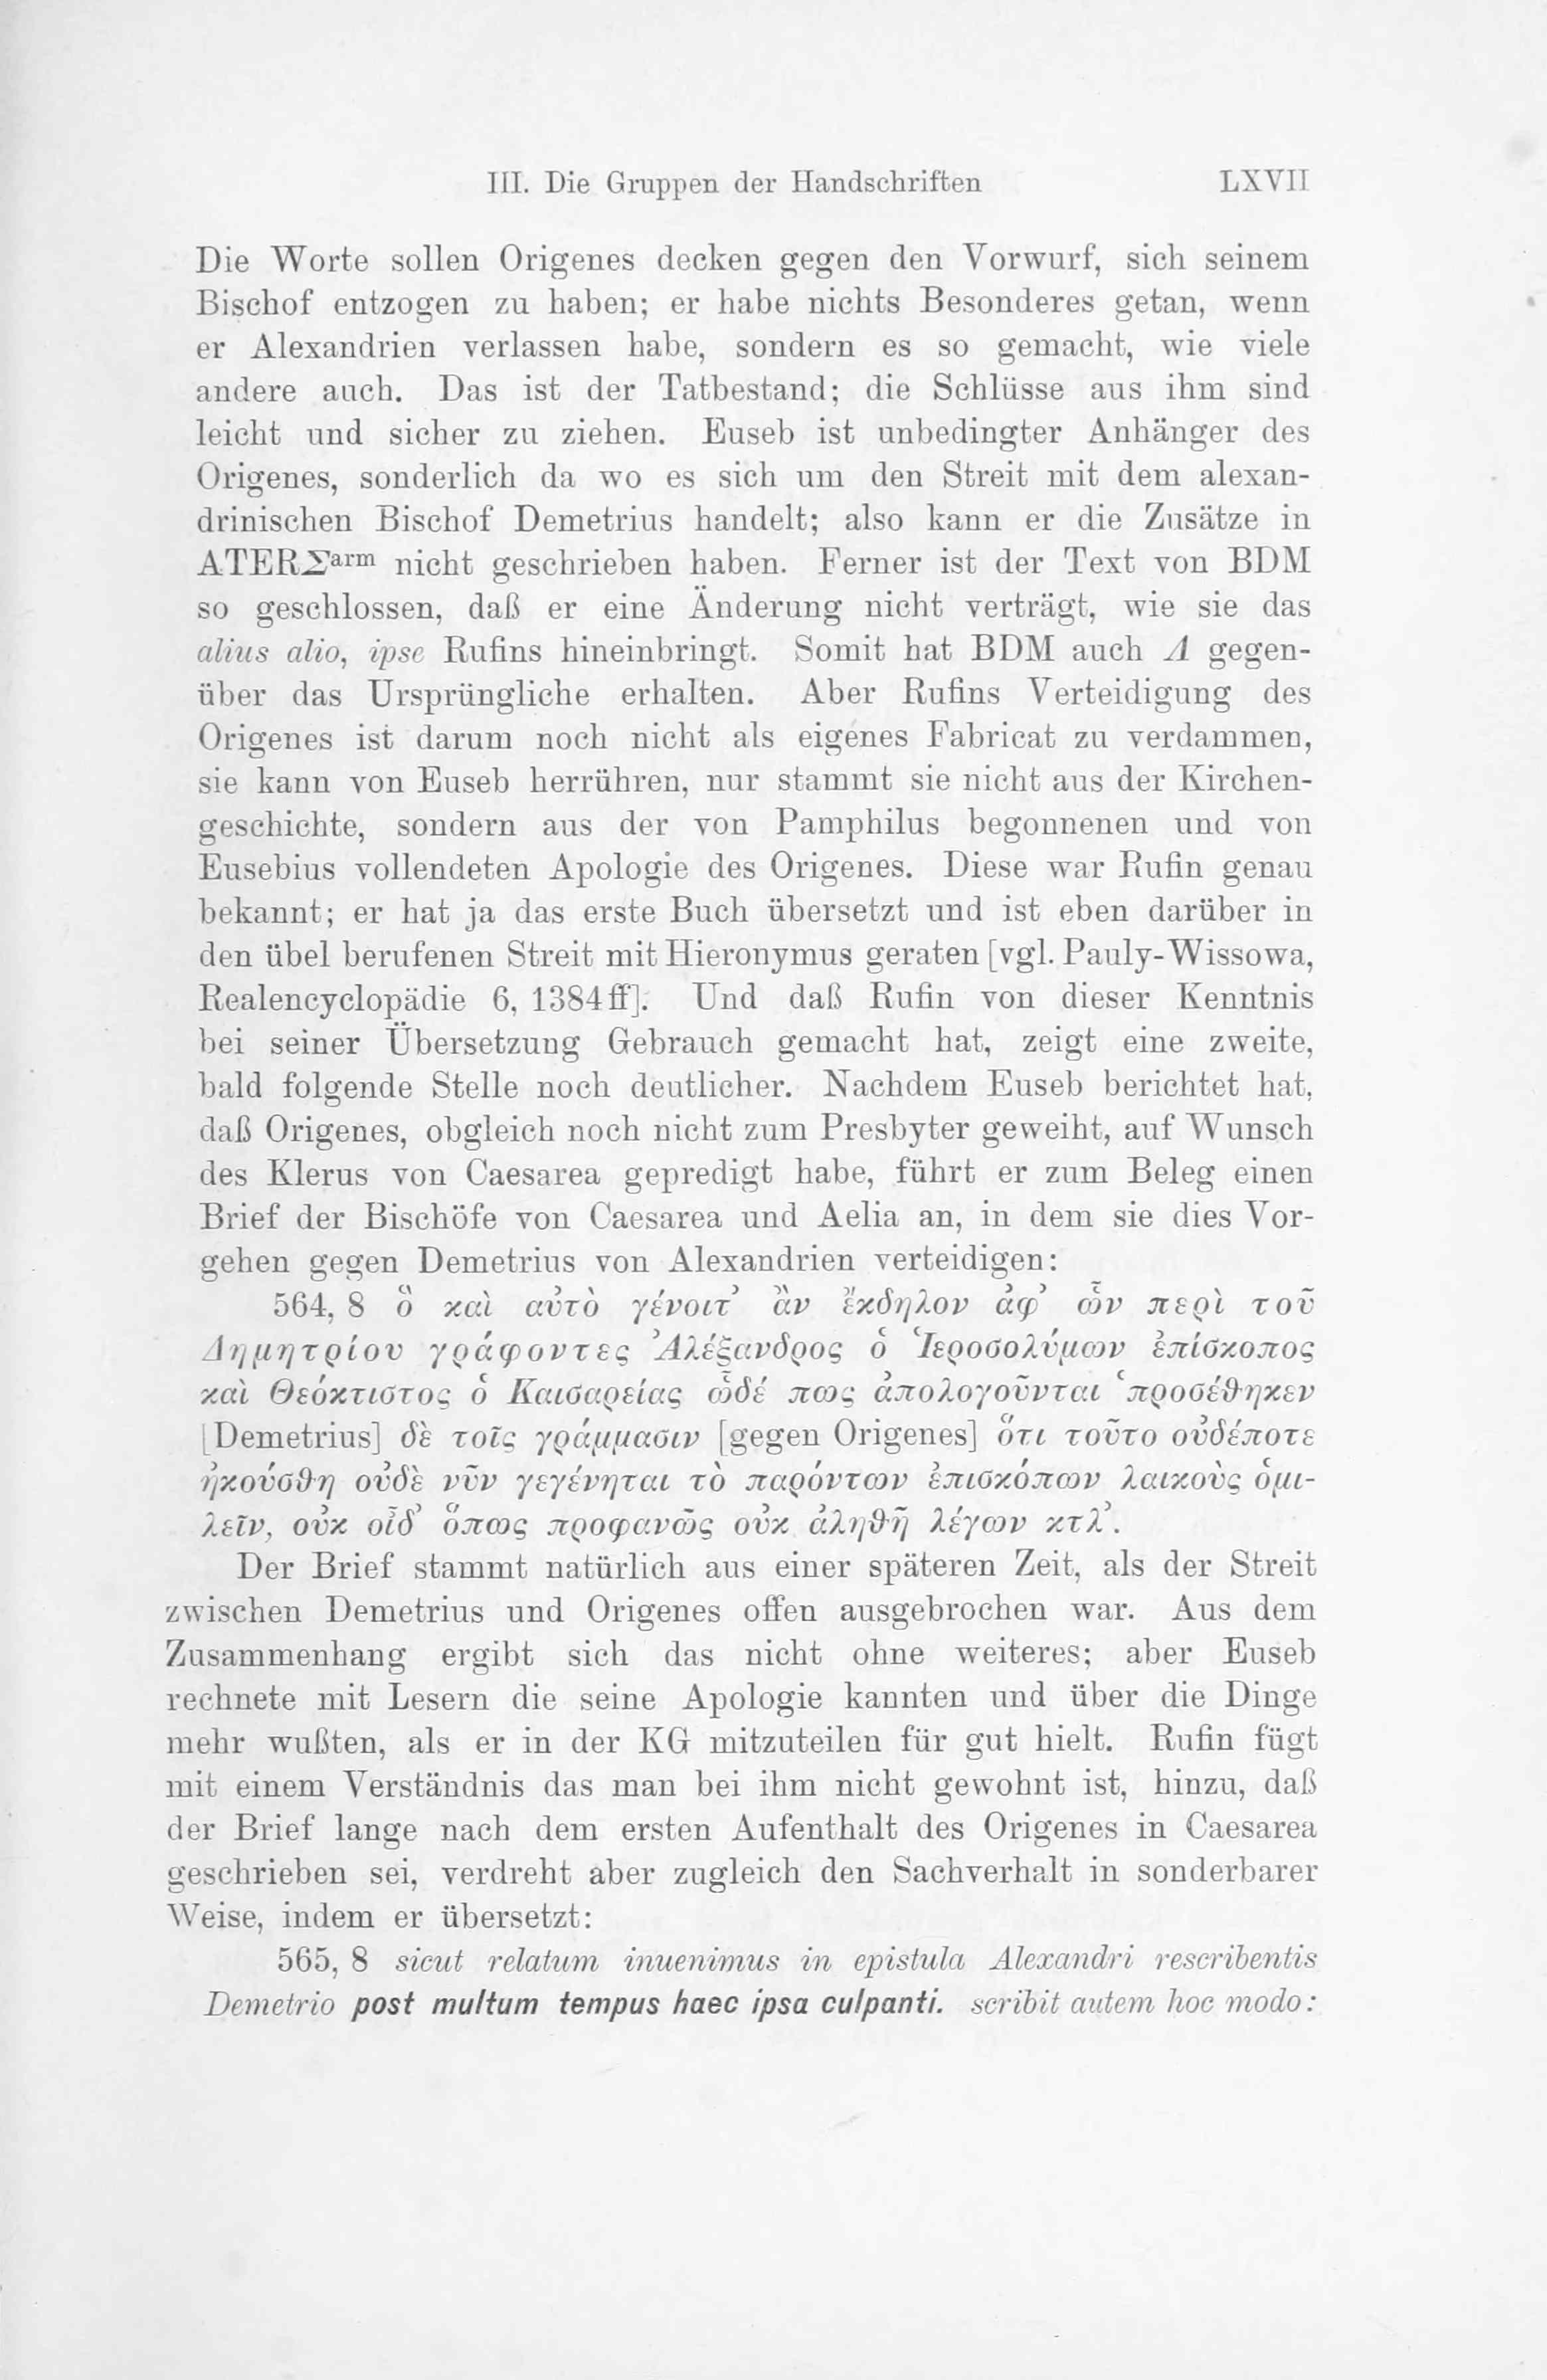 III. Die Gruppen der Handschriften LXVII
Die Worte sollen Origenes decken gegen den Vorwurf, sich seinem
Bischof entzogen zu haben; er habe nichts Besonderes getan, wenn
er Alexandrien verlassen habe, sondern es so gemacht, wie viele
andere auch. Das ist der Tatbestand; die Schlüsse aus ihm sind
leicht und sicher zu ziehen. Euseb ist unbedingter Anhänger des
Origenes, sonderlich da wo es sich um den Streit mit dem alexan-
drinischen Bischof Demetrius handelt; also kann er die Zusätze in
ATERΣarm nicht geschrieben haben. Ferner ist der Text von BDM
so geschlossen, daß er eine Änderung nicht verträgt, wie sie das
alius alio, ipse Rufins hineinbringt. Somit hat BDM auch Λ gegen-
über das Ursprüngliche erhalten. Aber Rufins Verteidigung des
Origenes ist darum noch nicht als eigenes Fabricat zu verdammen,
sie kann von Euseb herrühren, nur stammt sie nicht aus der Kirchen-
geschichte, sondern aus der von Pamphilus begonnenen und von
Eusebius vollendeten Apologie des Origenes. Diese war Rufin genau
bekannt; er hat ja das erste Buch übersetzt und ist eben darüber in
den übel berufenen Streit mit Hieronymus geraten [vgl. Pauly-Wissowa,
Realencyclopädie 6, 1384 ff]. Und daß Rufin von dieser Kenntnis
bei seiner Übersetzung Gebrauch gemacht hat, zeigt eine zweite,
bald folgende Stelle noch deutlicher. Nachdem Euseb berichtet hat,
daß Origenes, obgleich noch nicht zum Presbyter geweiht, auf Wunsch
des Klerus von Caesarea gepredigt habe, führt er zum Beleg einen
Brief der Bischöfe von Caesarea und Aelia an, in dem sie dies Vor-
gehen gegen Demetrius von Alexandrien verteidigen:
564, 8 ὃ καὶ αὐτὸ γένοιτ’ ἂν ἔκδηλον ἀφ’ ὧν περὶ τοῦ
Δημητρίου γράφοντες Ἀλέξανδρος ὁ Ἱεροσολύμων ἐπίσκοπος
καὶ Θεόκτιστος ὁ Καισαρείας ὧδέ πως ἀπολογοῦνται ‘προσέθηκεν
[Demetrius] δὲ τοῖς γράμμασιν [gegen Origenes] ὅτι τοῦτο οὐδέποτε
ἠκούσθη οὐδὲ νῦν γεγένηται τὸ παρόντων ἐπισκόπων λαικοὺς ὁμι-
λεῖν, οὐκ οἶδ’ ὅπως προφανῶς οὐκ ἀληθῆ λέγων κτλ’.
Der Brief stammt natürlich aus einer späteren Zeit, als der Streit
zwischen Demetrius und Origenes offen ausgebrochen war. Aus dem
Zusammenhang ergibt sich das nicht ohne weiteres; aber Euseb
rechnete mit Lesern die seine Apologie kannten und über die Dinge
mehr wußten, als er in der KG mitzuteilen für gut hielt. Rufin fügt
mit einem Verständnis das man bei ihm nicht gewohnt ist, hinzu, daß
der Brief lange nach dem ersten Aufenthalt des Origenes in Caesarea
geschrieben sei, verdreht aber zugleich den Sachverhalt in sonderbarer
Weise, indem er übersetzt:
565, 8 sicut relatum inuenimus in epistula Alexandri rescribentis
Demetrio post multum tempus haec ipsa culpanti. scribit autem hoc modo: